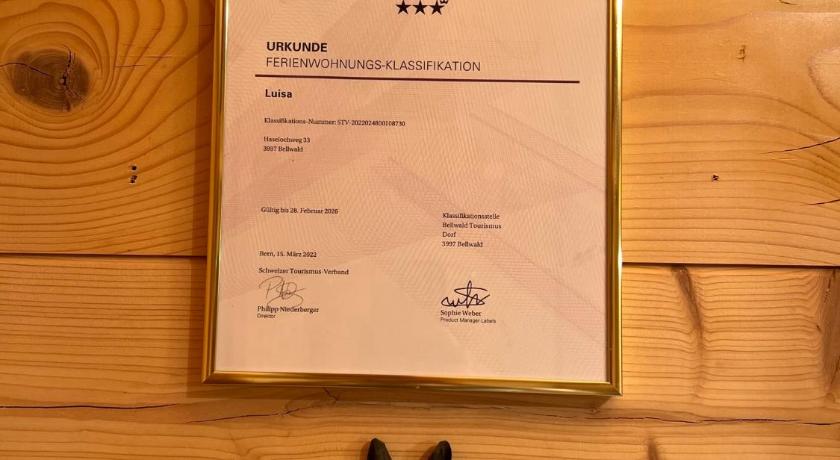 URKUNDE
FERIENWOHNUNGS-KLASSIFIKATION
Luisa
Klassifikations-Nummer: STV-2022024800108730
Haselochweg 33
3997 Bellwald
Gültig bis 28. Februar 2026
Klassifikationsstelle
Bellwald Tourismus
Dorf
3997 Bellwald
Bern, 15. März 2022
Schweizer Tourismus-Verband
Philipp Niederberger
Direktor
Sophie Weber
Product Manager Labels